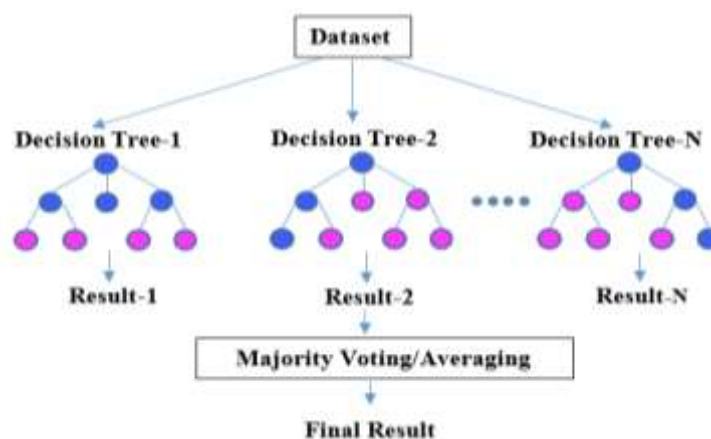 Dataset
Decision Tree-1
Decision Tree-2
Decision Tree-N
Result-1
Result-2
Result-N
Majority Voting/Averaging
Final Result